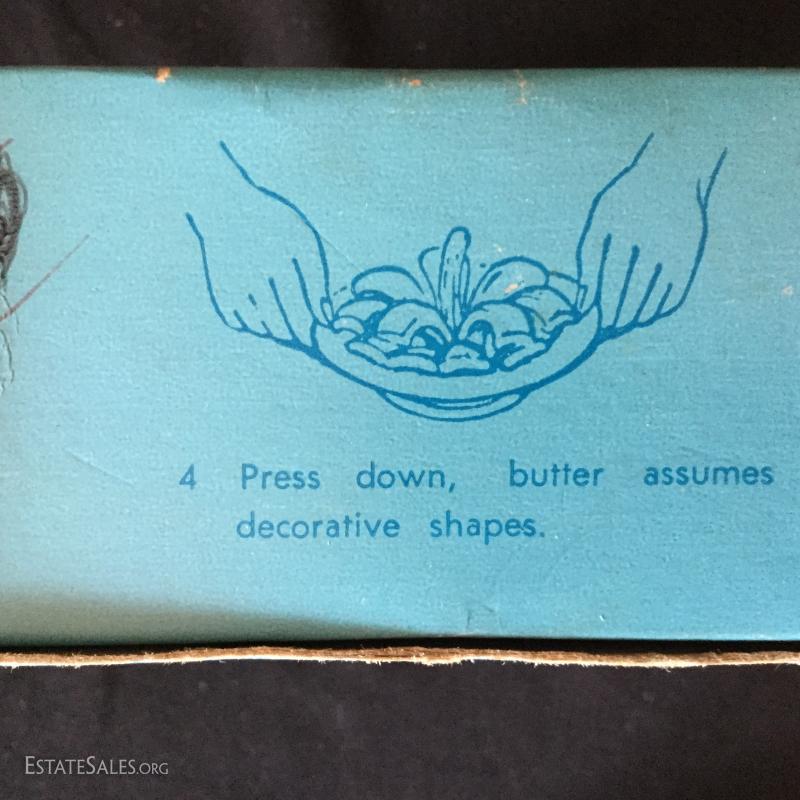 4 Press down, butter assumes
decorative shapes.
ESTATESALES.ORG